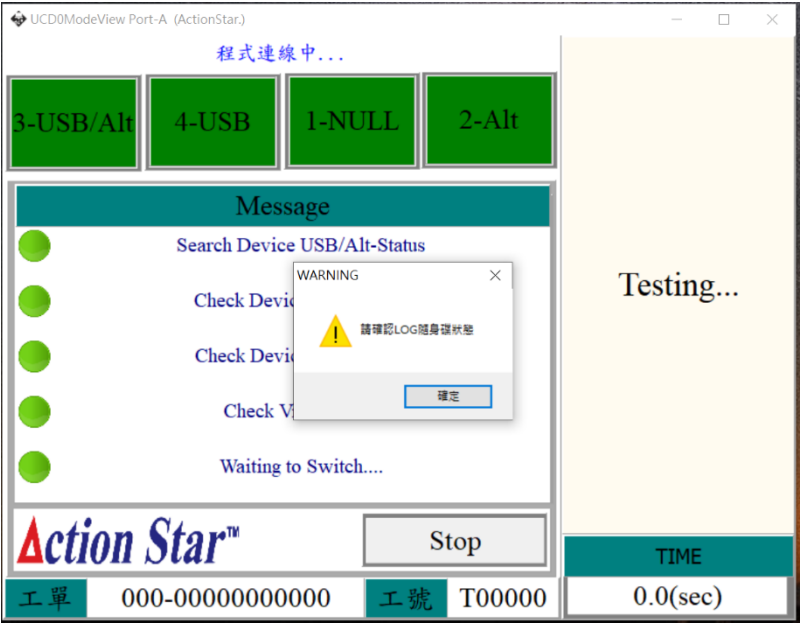 UCD0ModeView Port-A (ActionStar.)
程式連線中...
3-USB/Alt
4-USB
1-NULL
2-Alt
Message
Search Device USB/Alt-Status
Check Devic
Check Devic
Check V
Waiting to Switch....
WARNING
請確認LOG隨身碟狀態
確定
Testing...
Action Star™
Stop
TIME
工單
000-00000000000
工號
T00000
0.0(sec)